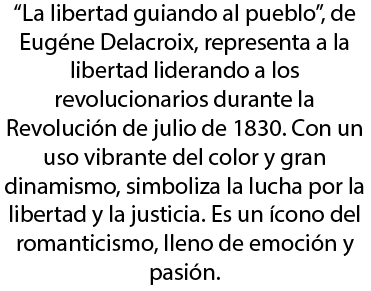 “La libertad guiando al pueblo”, de
Eugéne Delacroix, representa a la
libertad liderando a los
revolucionarios durante la
Revolución de julio de 1830. Con un
uso vibrante del color y gran
dinamismo, simboliza la lucha por la
libertad y la justicia. Es un ícono del
romanticismo, lleno de emoción y
pasión.